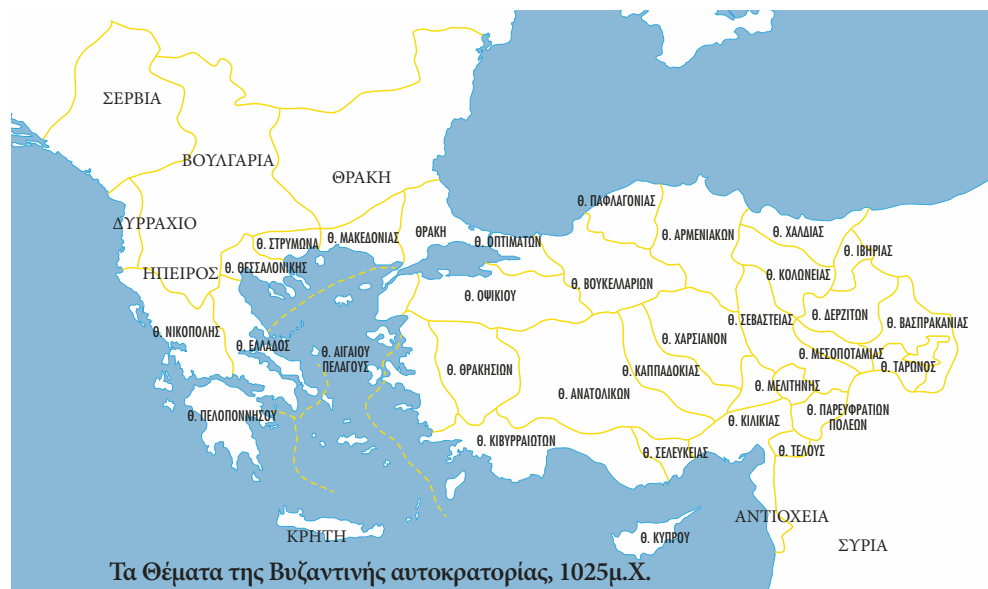 ΣΕΡΒΙΑ
ΒΟΥΛΓΑΡΙΑ
ΘΡΑΚΗ
Θ. ΠΑΦΛΑΓΟΝΙΑΣ
ΔΥΡΡΑΧΙΟ
Θ. ΣΤΡΥΜΩΝΑ
Θ. ΜΑΚΕΔΟΝΙΑΣ
ΘΡΑΚΗ
Θ. ΟΠΤΙΜΑΤΩΝ
Θ. ΑΡΜΕΝΙΑΚΩΝ
Θ. ΧΑΛΔΙΑΣ
Θ. ΙΒΗΡΙΑΣ
ΗΠΕΙΡΟΣ
Θ. ΘΕΣΣΑΛΟΝΙΚΗΣ
Θ. ΒΟΥΚΕΛΛΑΡΙΩΝ
Θ. ΚΟΛΩΝΕΙΑΣ
Θ. ΟΨΙΚΙΟΥ
Θ. ΣΕΒΑΣΤΕΙΑΣ
Θ. ΔΕΡΖΙΤΩΝ
Θ. ΒΑΣΠΡΑΚΑΝΙΑΣ
Θ. ΝΙΚΟΠΟΛΗΣ
Θ. ΕΛΛΑΔΟΣ
Θ. ΑΙΓΑΙΟΥ
ΠΕΛΑΓΟΥΣ
Θ. ΧΑΡΣΙΑΝΟΝ
Θ. ΜΕΣΟΠΟΤΑΜΙΑΣ
Θ. ΘΡΑΚΗΣΙΩΝ
Θ. ΚΑΠΠΑΔΟΚΙΑΣ
Θ. ΤΑΡΩΝΟΣ
Θ. ΑΝΑΤΟΛΙΚΩΝ
Θ. ΜΕΛΙΤΗΝΗΣ
Θ. ΠΕΛΟΠΟΝΝΗΣΟΥ
Θ. ΚΙΛΙΚΙΑΣ
Θ. ΠΑΡΕΥΦΡΑΤΙΩΝ
ΠΟΛΕΩΝ
Θ. ΚΙΒΥΡΡΑΙΩΤΩΝ
Θ. ΣΕΛΕΥΚΕΙΑΣ
Θ. ΤΕΛΟΥΣ
ΑΝΤΙΟΧΕΙΑ
ΚΡΗΤΗ
Θ. ΚΥΠΡΟΥ
ΣΥΡΙΑ
Τα Θέματα της Βυζαντινής αυτοκρατορίας, 1025μ.Χ.